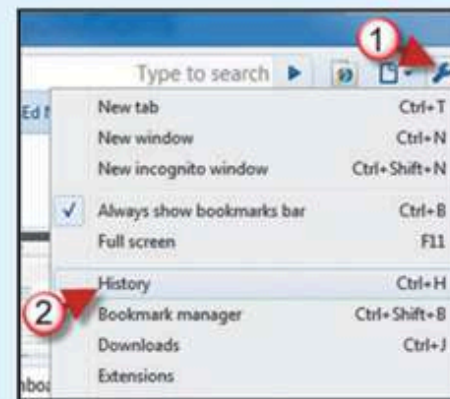 1
Type to search
Ed
New tab Ctrl+T
New window Ctrl+N
New incognito window Ctrl+Shift+N
Always show bookmarks bar Ctrl+B
Full screen F11
History Ctrl+H
2
Bookmark manager Ctrl+Shift+B
Downloads Ctrl+J
Extensions